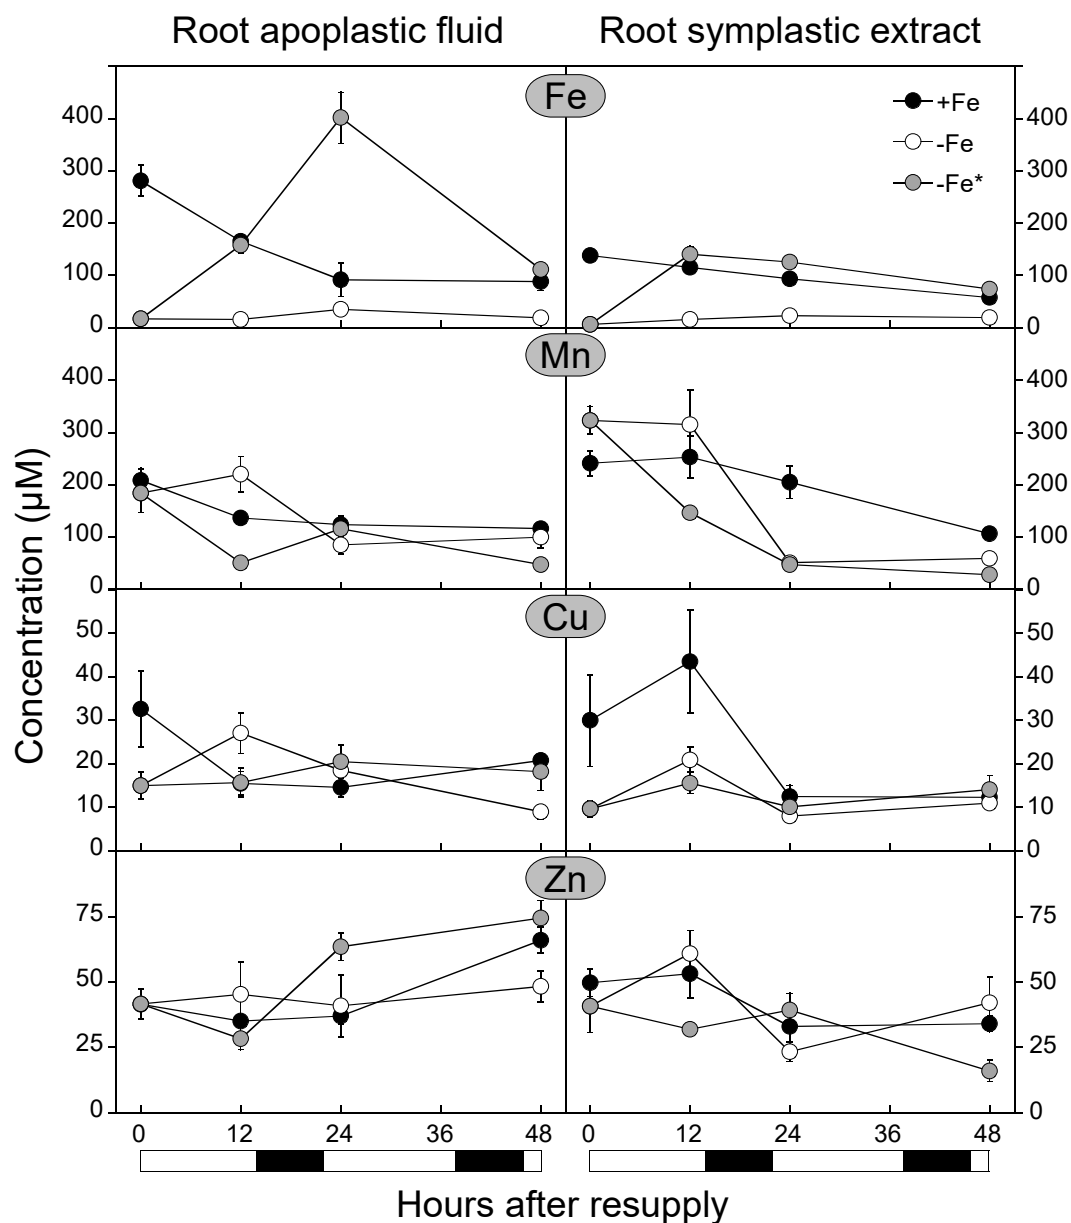 Root apoplastic fluid Root symplastic extract
Fe
+Fe
-Fe
-Fe*
400 400
300 300
200 200
100 100
0 0
Mn
400 400
300 300
200 200
100 100
0 0
Concentration (µM)
Cu
50 50
40 40
30 30
20 20
10 10
0 0
Zn
75 75
50 50
25 25
0 0
0 12 24 36 48 0 12 24 36 48
Hours after resupply